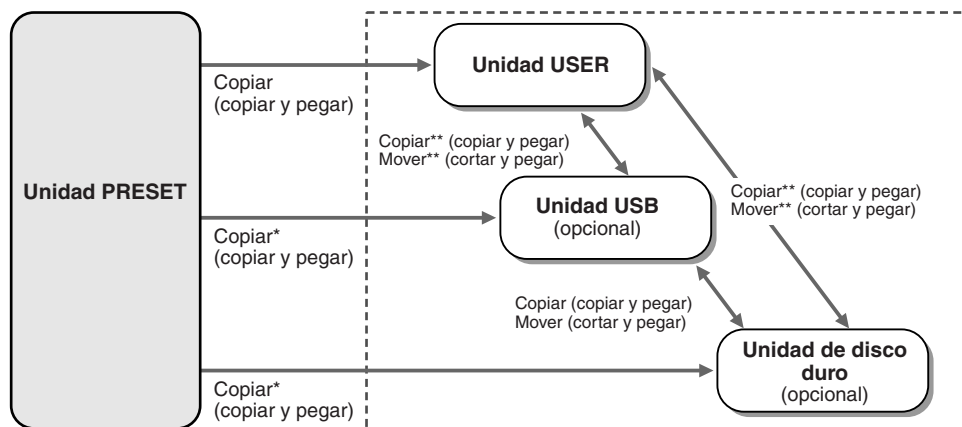 Unidad PRESET
Copiar
(copiar y pegar)
Unidad USER
Copiar** (copiar y pegar)
Mover** (cortar y pegar)
Copiar** (copiar y pegar)
Mover** (cortar y pegar)
Copiar*
(copiar y pegar)
Unidad USB
(opcional)
Copiar (copiar y pegar)
Mover (cortar y pegar)
Copiar*
(copiar y pegar)
Unidad de disco
duro
(opcional)